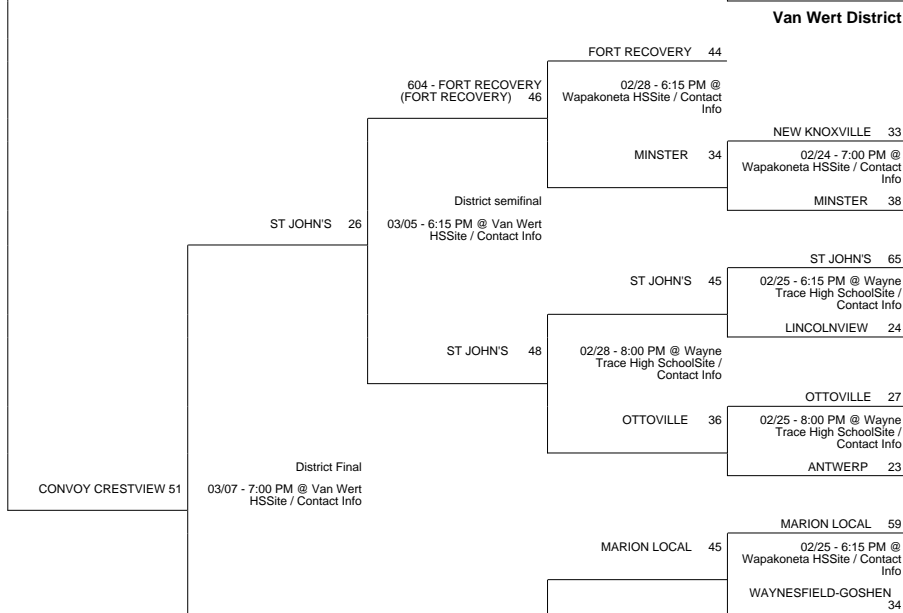 Van Wert District
FORT RECOVERY 44
604 - FORT RECOVERY
(FORT RECOVERY) 46
02/28 - 6:15 PM @
Wapakoneta HSSite / Contact
Info
NEW KNOXVILLE 33
MINSTER 34
02/24 - 7:00 PM @
Wapakoneta HSSite / Contact
Info
District semifinal
MINSTER 38
ST JOHN'S 26
03/05 - 6:15 PM @ Van Wert
HSSite / Contact Info
ST JOHN'S 65
ST JOHN'S 45
02/25 - 6:15 PM @ Wayne
Trace High SchoolSite /
Contact Info
LINCOLNVIEW 24
ST JOHN'S 48
02/28 - 8:00 PM @ Wayne
Trace High SchoolSite /
Contact Info
OTTOVILLE 27
OTTOVILLE 36
02/25 - 8:00 PM @ Wayne
Trace High SchoolSite /
Contact Info
District Final
ANTWERP 23
CONVOY CRESTVIEW 51
03/07 - 7:00 PM @ Van Wert
HSSite / Contact Info
MARION LOCAL 59
MARION LOCAL 45
02/25 - 6:15 PM @
Wapakoneta HSSite / Contact
Info
WAYNESFIELD-GOSHEN
34